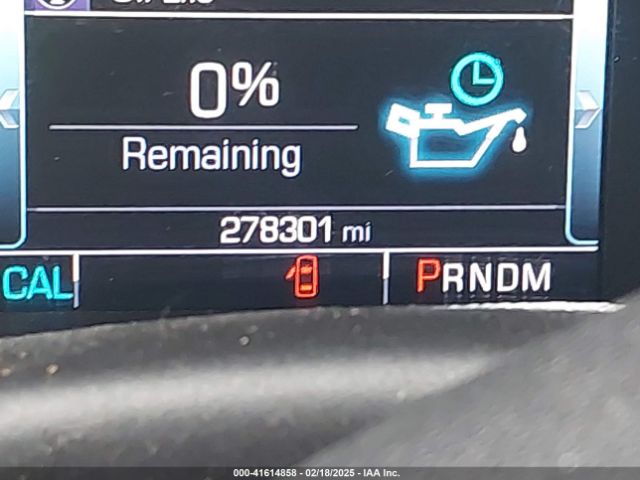 0%
Remaining
278301 mi
CAL
PRNDM
000-41614858 - 02/18/2025 - IAA Inc.